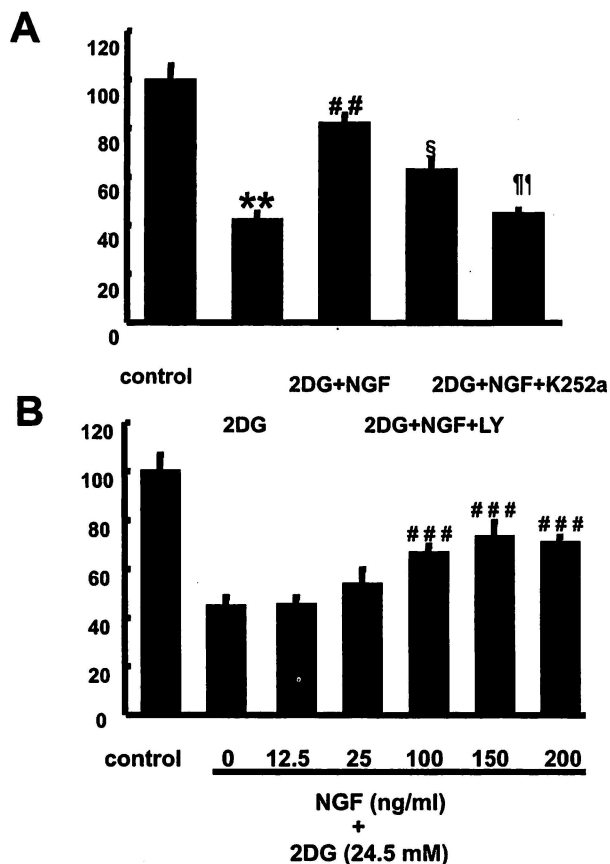 A
120
100
80
60
40
20
0
**
##
§
¶¶
control
2DG+NGF
2DG+NGF+K252a
2DG
2DG+NGF+LY
B
120
100
80
60
40
20
0
###
###
###
control 0 12.5 25 100 150 200
NGF (ng/ml)
+
2DG (24.5 mM)